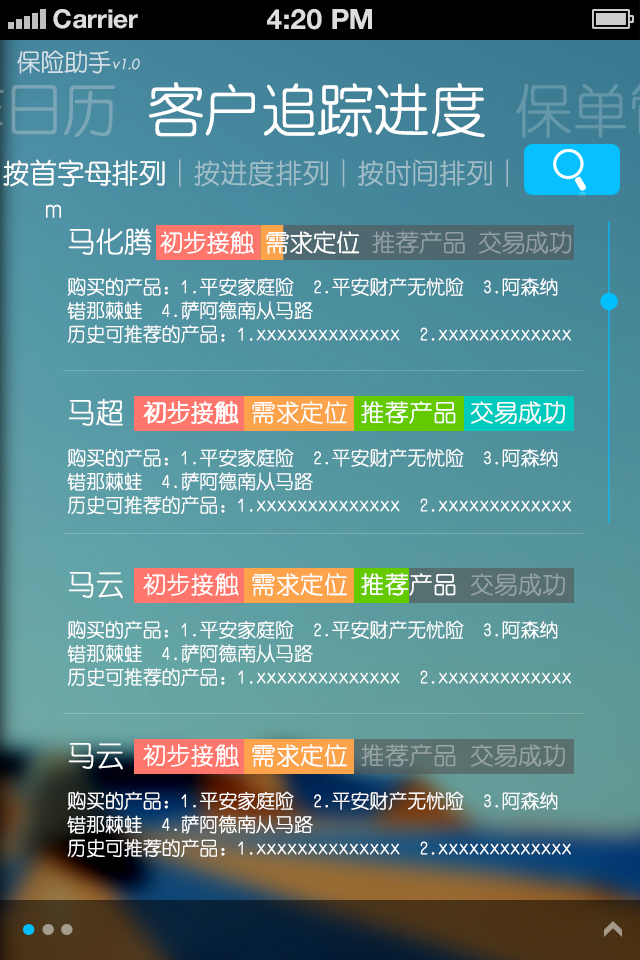 Carrier 4:20 PM
保险助手v1.0
日历 客户追踪进度 保单
按首字母排列 | 按进度排列 | 按时间排列 |
m
马化腾 初步接触 需求定位 推荐产品 交易成功
购买的产品：1.平安家庭险 2.平安财产无忧险 3.阿森纳
错那棘蛙 4.萨阿德南从马路
历史可推荐的产品：1.xxxxxxxxxxxxxx 2.xxxxxxxxxxxxx
马超 初步接触 需求定位 推荐产品 交易成功
购买的产品：1.平安家庭险 2.平安财产无忧险 3.阿森纳
错那棘蛙 4.萨阿德南从马路
历史可推荐的产品：1.xxxxxxxxxxxxxx 2.xxxxxxxxxxxxx
马云 初步接触 需求定位 推荐产品 交易成功
购买的产品：1.平安家庭险 2.平安财产无忧险 3.阿森纳
错那棘蛙 4.萨阿德南从马路
历史可推荐的产品：1.xxxxxxxxxxxxxx 2.xxxxxxxxxxxxx
马云 初步接触 需求定位 推荐产品 交易成功
购买的产品：1.平安家庭险 2.平安财产无忧险 3.阿森纳
错那棘蛙 4.萨阿德南从马路
历史可推荐的产品：1.xxxxxxxxxxxxxx 2.xxxxxxxxxxxxx